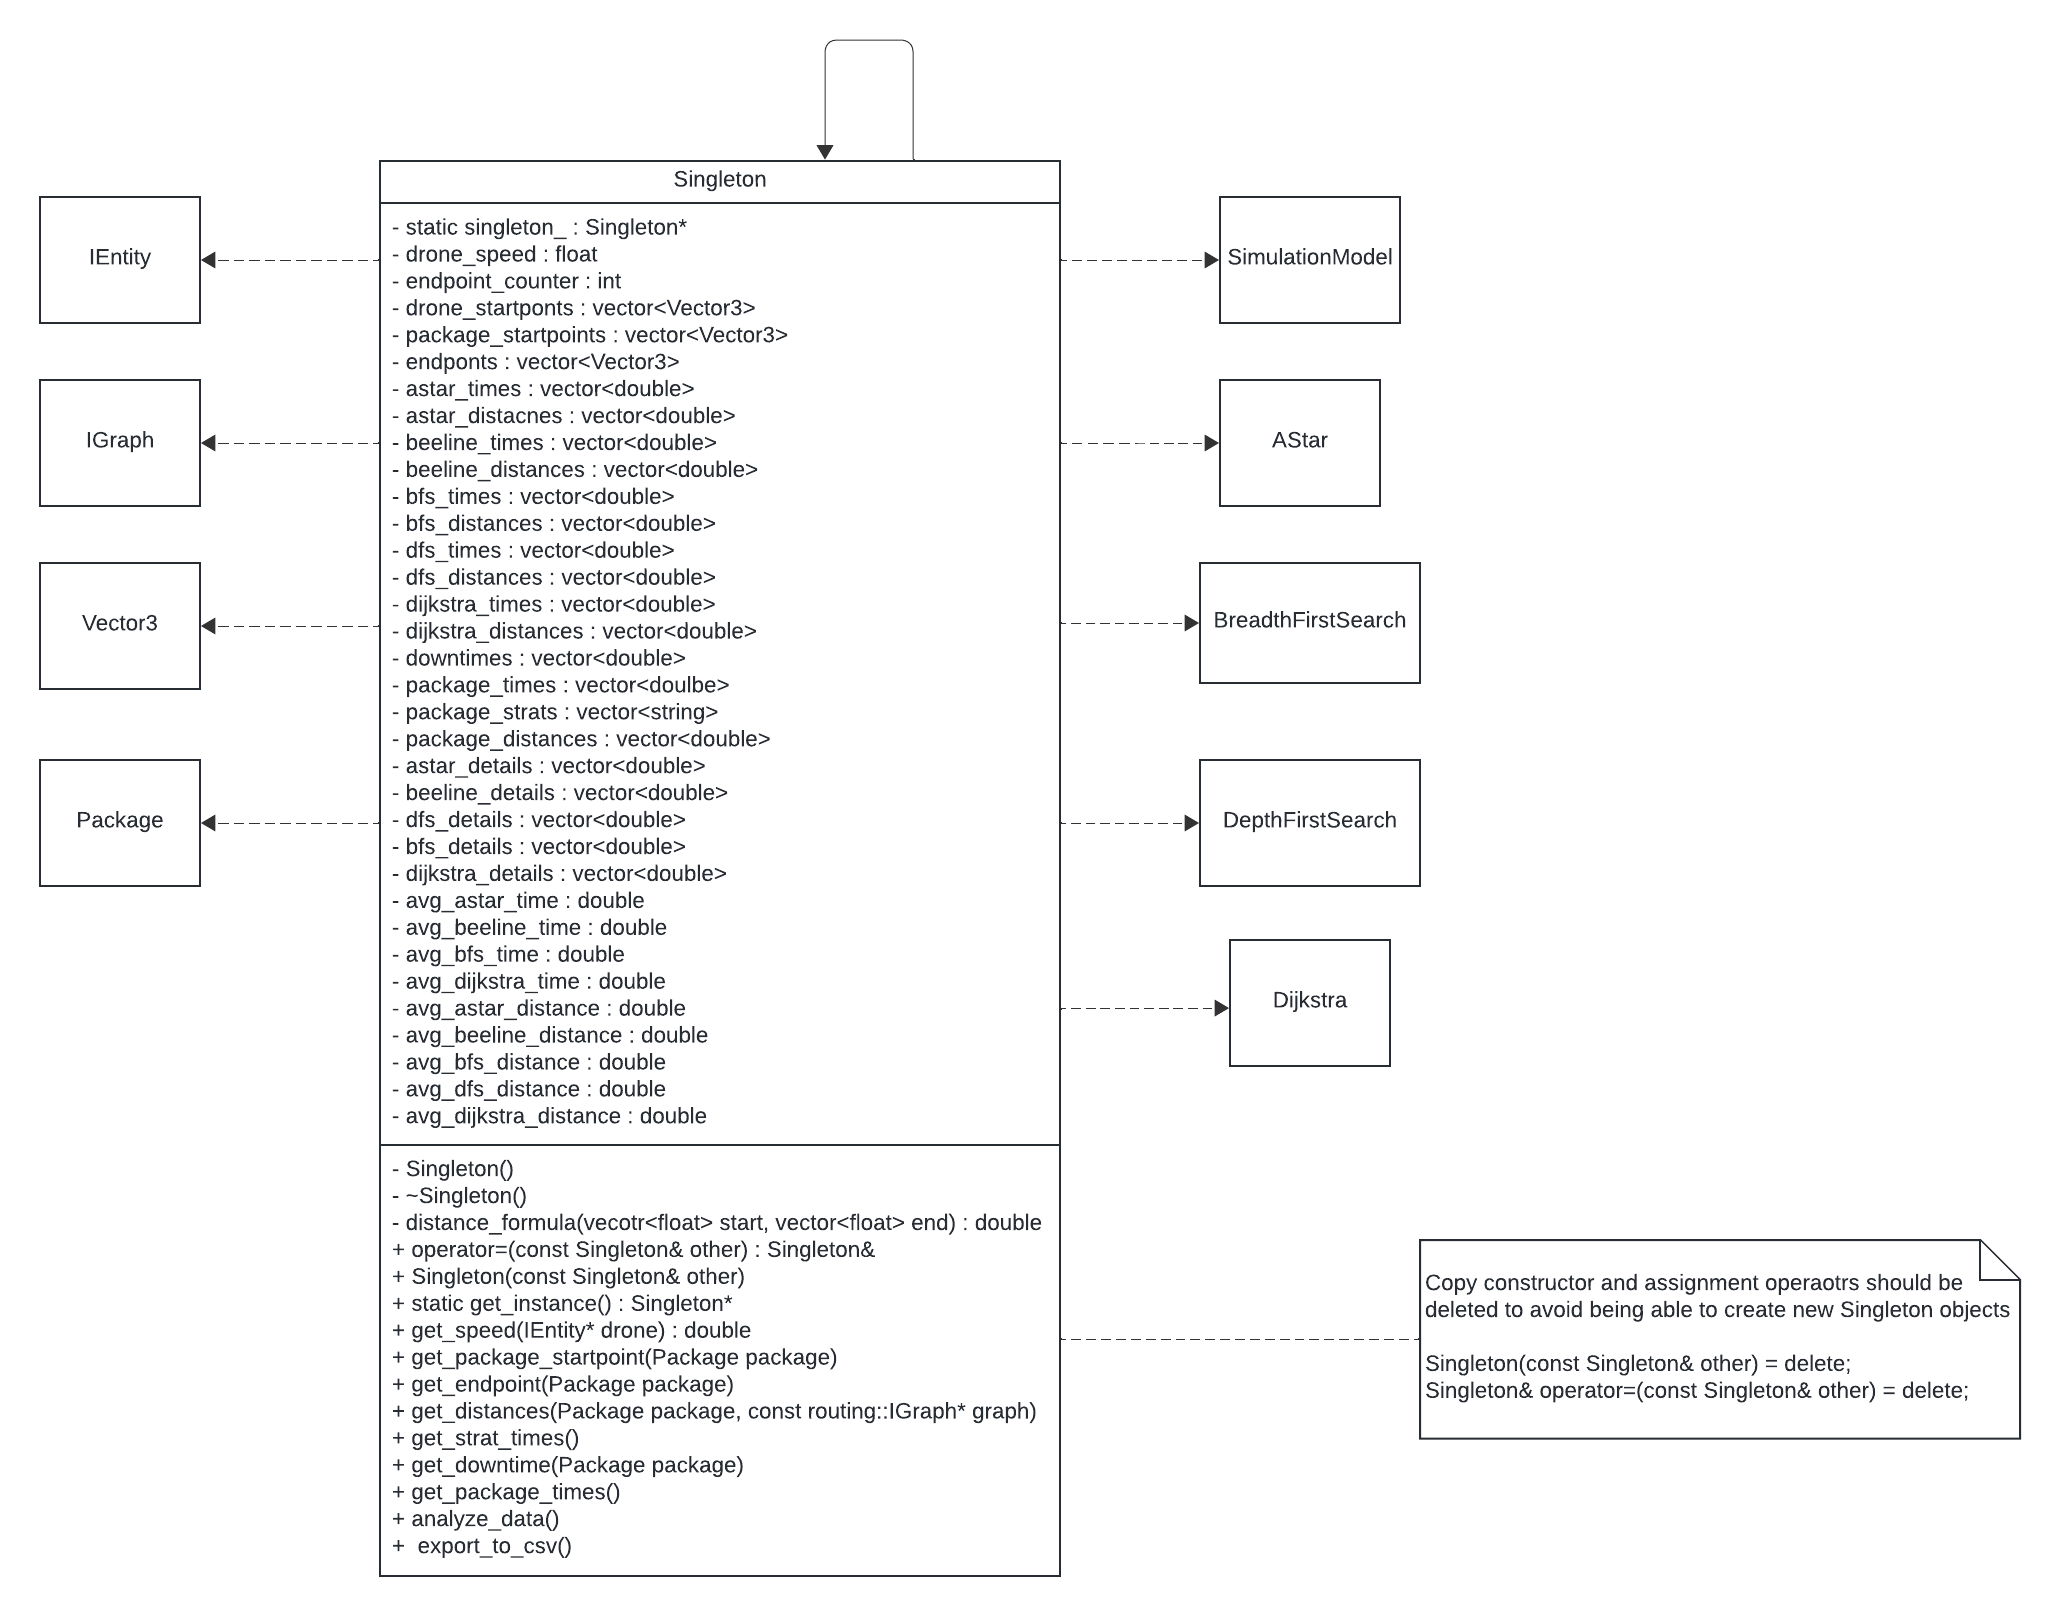 Singleton
- static singleton_ : Singleton*
- drone_speed : float
- endpoint_counter : int
- drone_startponts : vector<Vector3>
- package_startpoints : vector<Vector3>
- endponts : vector<Vector3>
- astar_times : vector<double>
- astar_distacnes : vector<double>
- beeline_times : vector<double>
- beeline_distances : vector<double>
- bfs_times : vector<double>
- bfs_distances : vector<double>
- dfs_times : vector<double>
- dfs_distances : vector<double>
- dijkstra_times : vector<double>
- dijkstra_distances : vector<double>
- downtimes : vector<double>
- package_times : vector<doulbe>
- package_strats : vector<string>
- package_distances : vector<double>
- astar_details : vector<double>
- beeline_details : vector<double>
- dfs_details : vector<double>
- bfs_details : vector<double>
- dijkstra_details : vector<double>
- avg_astar_time : double
- avg_beeline_time : double
- avg_bfs_time : double
- avg_dijkstra_time : double
- avg_astar_distance : double
- avg_beeline_distance : double
- avg_bfs_distance : double
- avg_dfs_distance : double
- avg_dijkstra_distance : double
- Singleton()
- ~Singleton()
- distance_formula(vecotr<float> start, vector<float> end) : double
+ operator=(const Singleton& other) : Singleton&
+ Singleton(const Singleton& other)
+ static get_instance() : Singleton*
+ get_speed(IEntity* drone) : double
+ get_package_startpoint(Package package)
+ get_endpoint(Package package)
+ get_distances(Package package, const routing::IGraph* graph)
+ get_strat_times()
+ get_downtime(Package package)
+ get_package_times()
+ analyze_data()
+  export_to_csv()
IEntity
IGraph
Vector3
Package
SimulationModel
AStar
BreadthFirstSearch
DepthFirstSearch
Dijkstra
Copy constructor and assignment operaotrs should be
deleted to avoid being able to create new Singleton objects
Singleton(const Singleton& other) = delete;
Singleton& operator=(const Singleton& other) = delete;